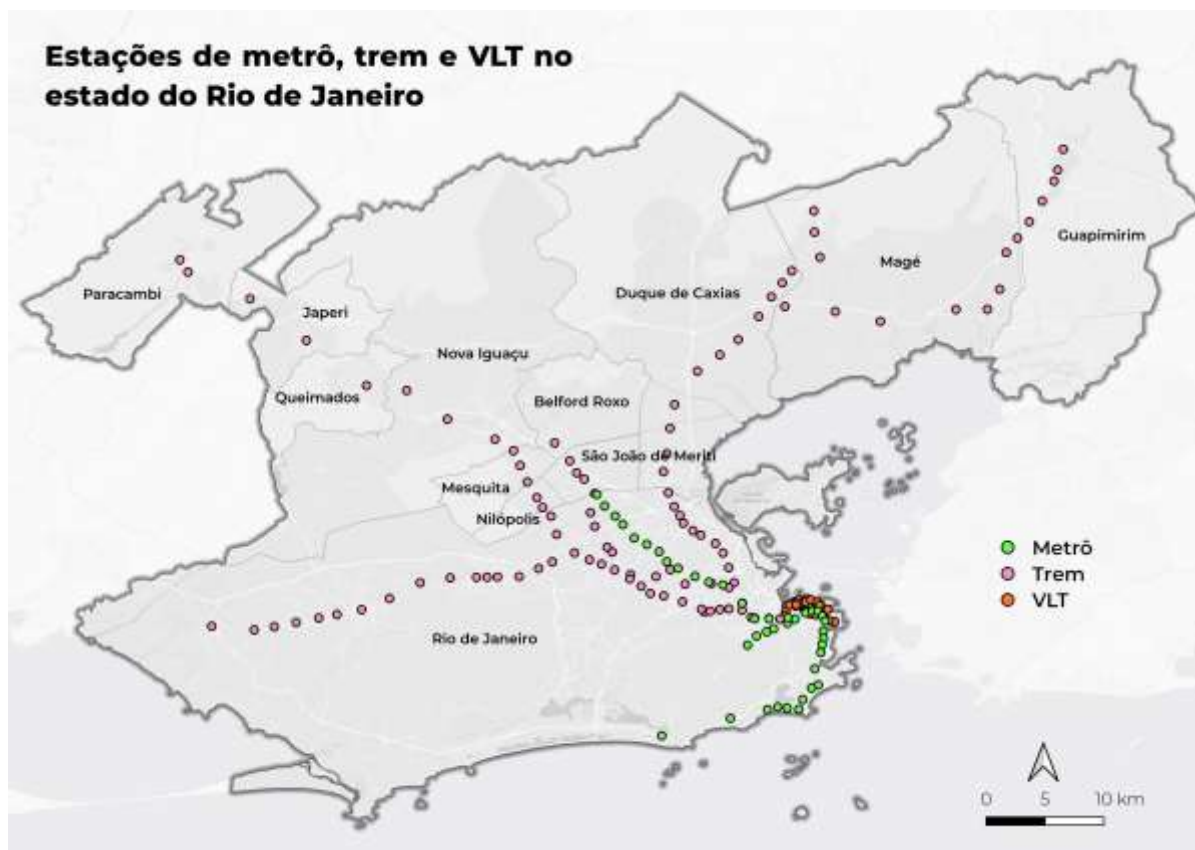 Estações de metrô, trem e VLT no
estado do Rio de Janeiro
Guapimirim
Magé
Paracambi
Duque de Caxias
Japeri
Nova Iguaçu
Queimados
Belford Roxo
São João de Meriti
Mesquita
Nilópolis
Metrô
Trem
VLT
Rio de Janeiro
0 5 10 km